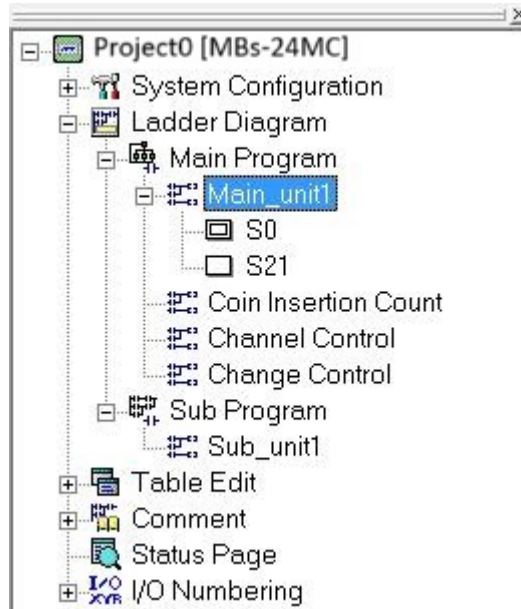 Project0 [MBs-24MC]
System Configuration
Ladder Diagram
Main Program
Main_unit1
S0
S21
Coin Insertion Count
Channel Control
Change Control
Sub Program
Sub_unit1
Table Edit
Comment
Status Page
I/O Numbering